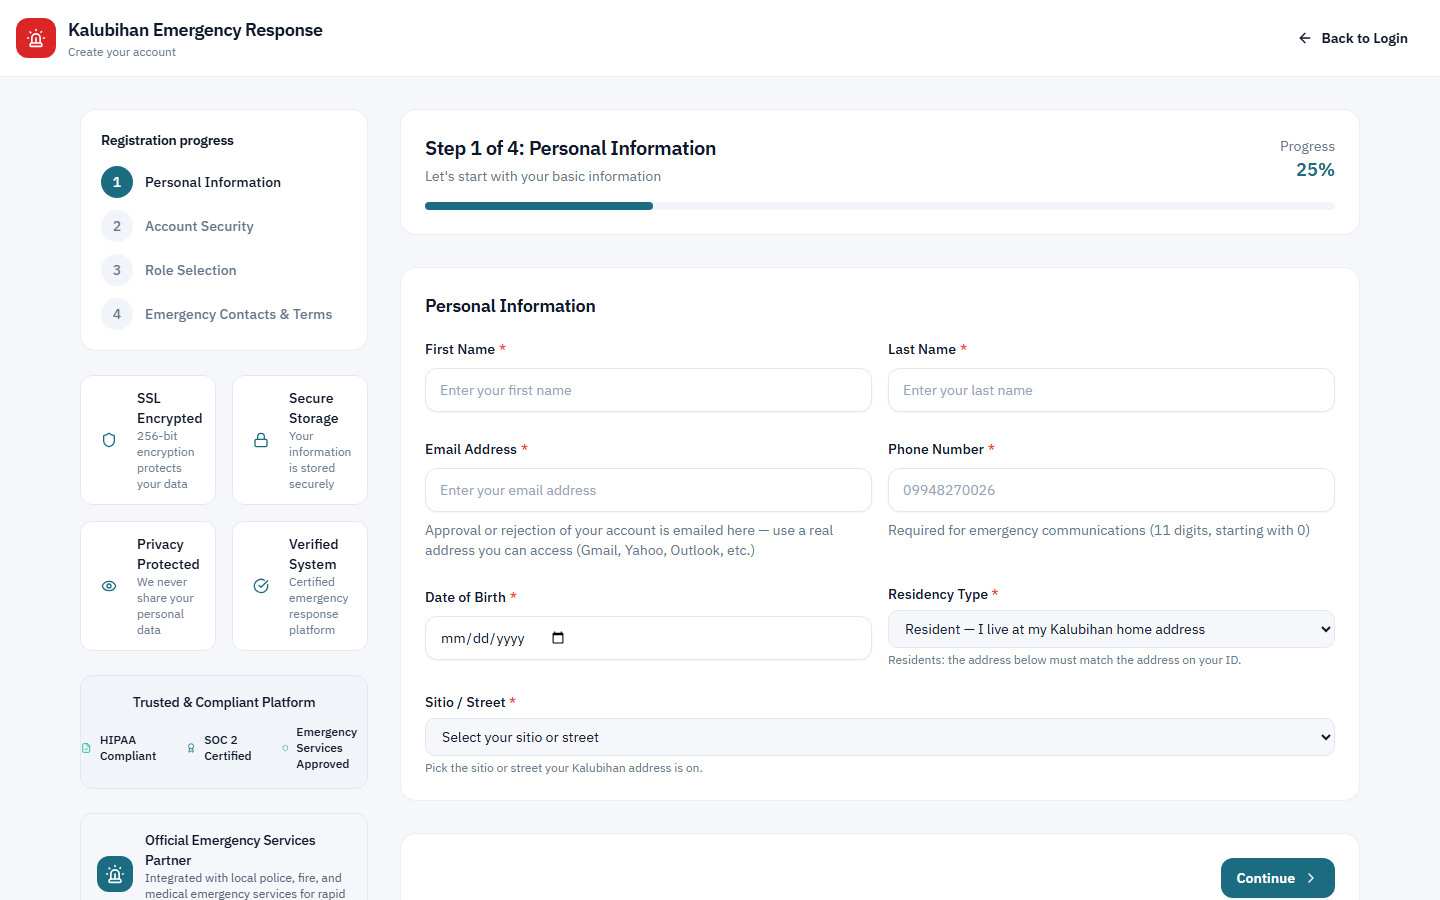 Kalubihan Emergency Response
Create your account
Back to Login
Registration progress
1 Personal Information
2 Account Security
3 Role Selection
4 Emergency Contacts & Terms
SSL
Encrypted
256-bit
encryption
protects
your data
Secure
Storage
Your
information
is stored
securely
Privacy
Protected
We never
share your
personal
data
Verified
System
Certified
emergency
response
platform
Trusted & Compliant Platform
HIPAA
Compliant
SOC 2
Certified
Emergency
Services
Approved
Official Emergency Services
Partner
Integrated with local police, fire, and
medical emergency services for rapid
Step 1 of 4: Personal Information
Let's start with your basic information
Progress
25%
Personal Information
First Name *
Enter your first name
Last Name *
Enter your last name
Email Address *
Enter your email address
Approval or rejection of your account is emailed here — use a real
address you can access (Gmail, Yahoo, Outlook, etc.)
Phone Number *
09948270026
Required for emergency communications (11 digits, starting with 0)
Date of Birth *
mm/dd/yyyy
Residency Type *
Resident — I live at my Kalubihan home address
Residents: the address below must match the address on your ID.
Sitio / Street *
Select your sitio or street
Pick the sitio or street your Kalubihan address is on.
Continue